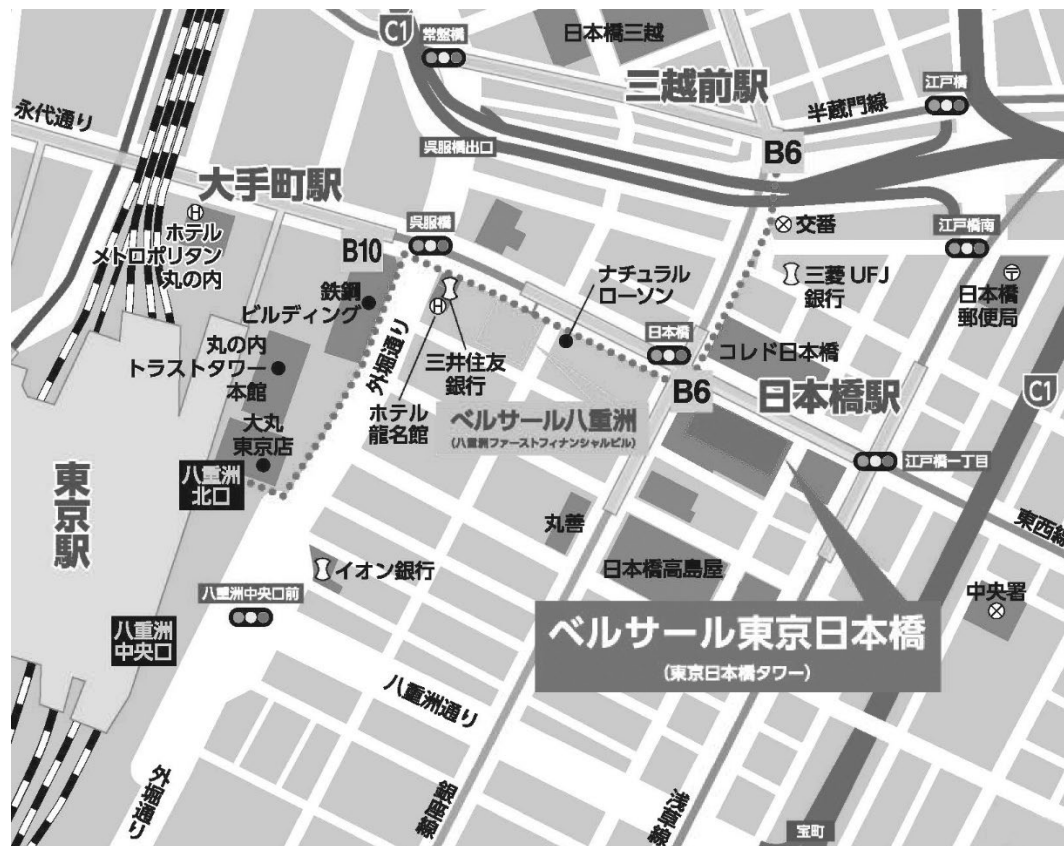 C1
常盤橋
日本橋三越
三越前駅
江戸橋
半蔵門線
永代通り
呉服橋出口
B6
大手町駅
交番
ホテル
メトロポリタン
丸の内
呉服橋
B10
江戸橋南
鉄鋼
ビルディング
ナチュラル
ローソン
三菱UFJ
銀行
日本橋
郵便局
外堀通り
丸の内
トラストタワー
本館
三井住友
銀行
日本橋
コレド日本橋
C1
ホテル
龍名館
B6
日本橋駅
ベルサール八重洲
(八重洲ファーストフィナンシャルビル)
大丸
東京店
八重洲
北口
江戸橋一丁目
東京駅
丸善
東西線
イオン銀行
日本橋高島屋
八重洲中央口前
中央署
八重洲
中央口
ベルサール東京日本橋
(東京日本橋タワー)
八重洲通り
外堀通り
銀座線
浅草線
宝町